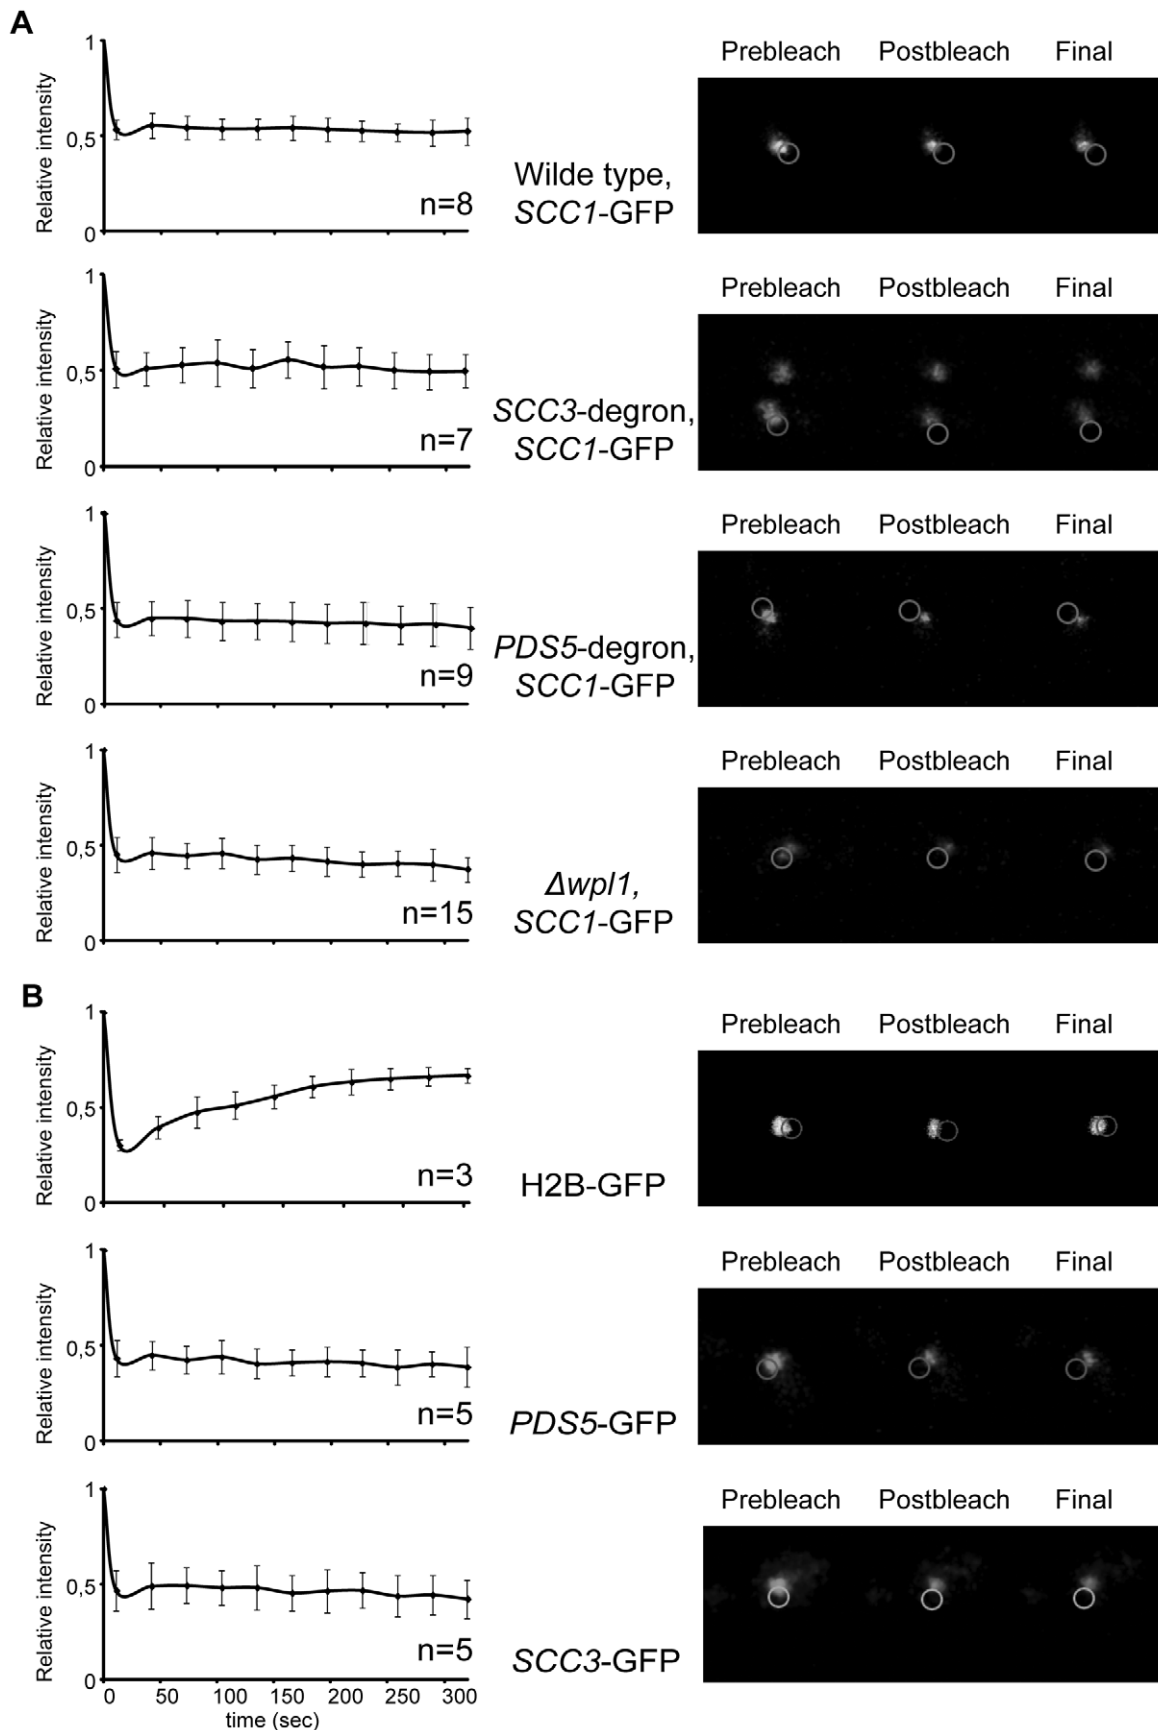 A
1
0,5
0
Relative intensity
n=8
Wilde type,
SCC1-GFP
Prebleach Postbleach Final
1
0,5
0
Relative intensity
n=7
SCC3-degron,
SCC1-GFP
Prebleach Postbleach Final
1
0,5
0
Relative intensity
n=9
PDS5-degron,
SCC1-GFP
Prebleach Postbleach Final
1
0,5
0
Relative intensity
n=15
Δwpl1,
SCC1-GFP
Prebleach Postbleach Final
B
1
0,5
0
Relative intensity
n=3
H2B-GFP
Prebleach Postbleach Final
1
0,5
0
Relative intensity
n=5
PDS5-GFP
Prebleach Postbleach Final
1
0,5
0
Relative intensity
n=5
SCC3-GFP
Prebleach Postbleach Final
0 50 100 150 200 250 300
time (sec)